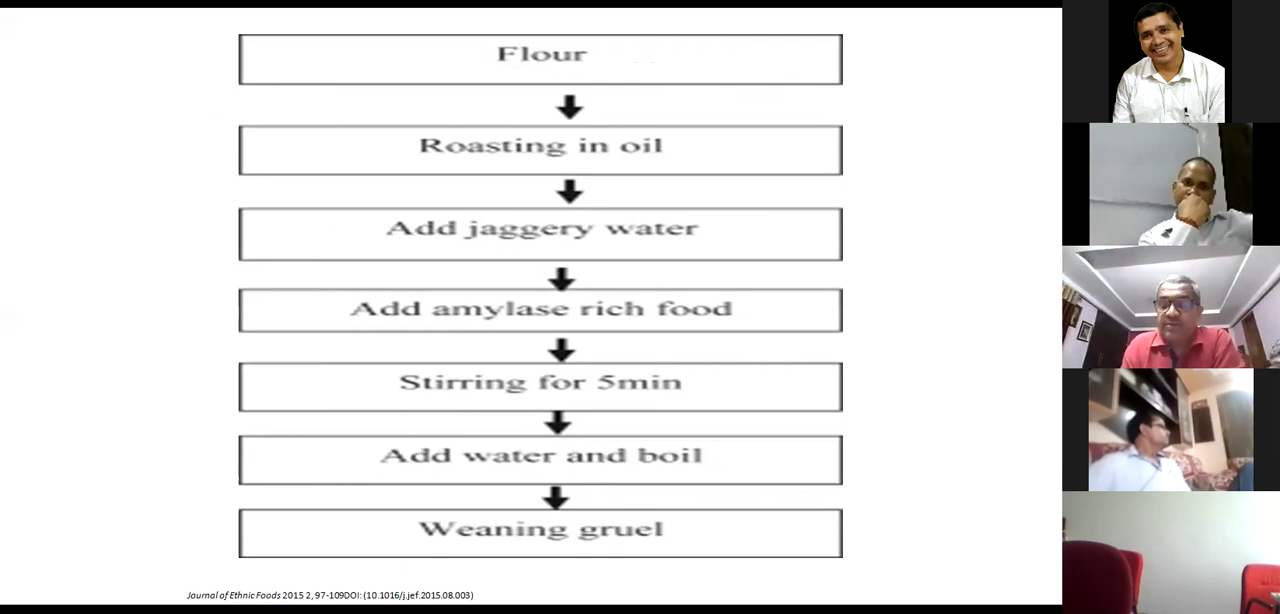 Flour
Roasting in oil
Add jaggery water
Add amylase rich food
Stirring for 5min
Add water and boil
Weaning gruel
Journal of Ethnic Foods 2015 2, 97-109DOI: (10.1016/j.jef.2015.08.003)